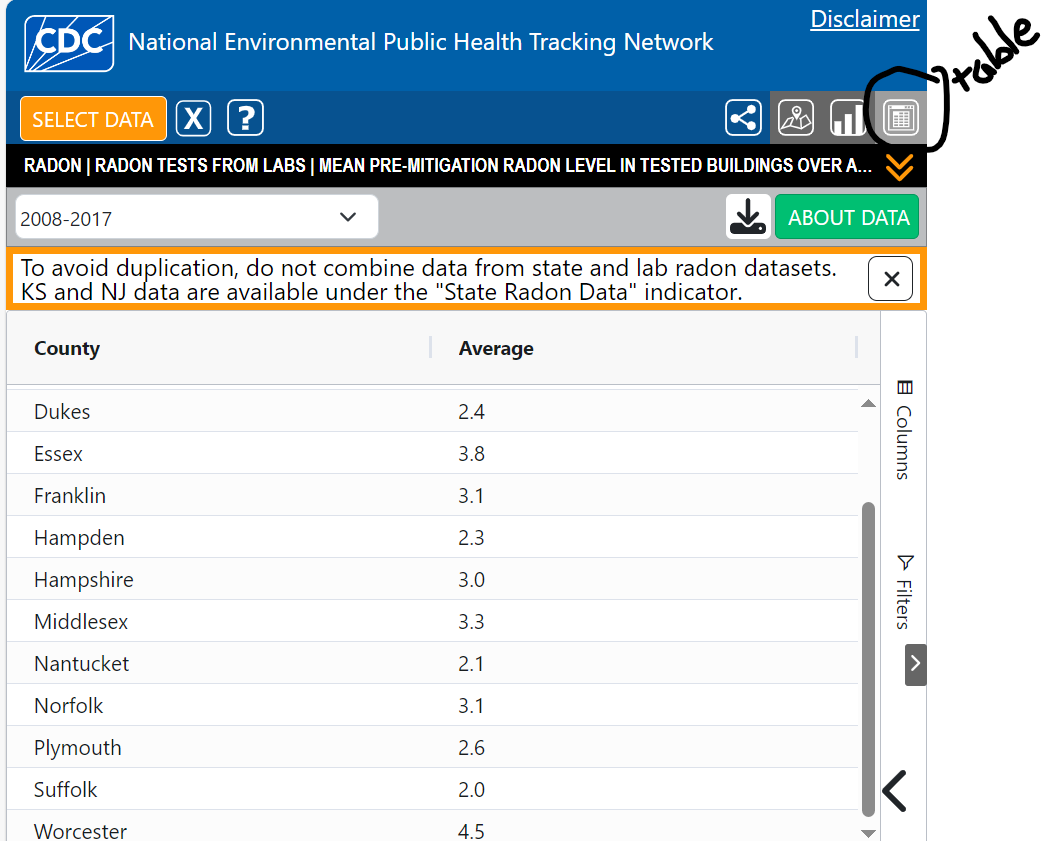 Disclaimer
table
CDC National Environmental Public Health Tracking Network
SELECT DATA X ?
RADON | RADON TESTS FROM LABS | MEAN PRE-MITIGATION RADON LEVEL IN TESTED BUILDINGS OVER A...
2008-2017 ABOUT DATA
To avoid duplication, do not combine data from state and lab radon datasets.
KS and NJ data are available under the "State Radon Data" indicator.
County Average
Dukes 2.4
Essex 3.8
Franklin 3.1
Hampden 2.3
Hampshire 3.0
Middlesex 3.3
Nantucket 2.1
Norfolk 3.1
Plymouth 2.6
Suffolk 2.0
Worcester 4.5
Columns
Filters